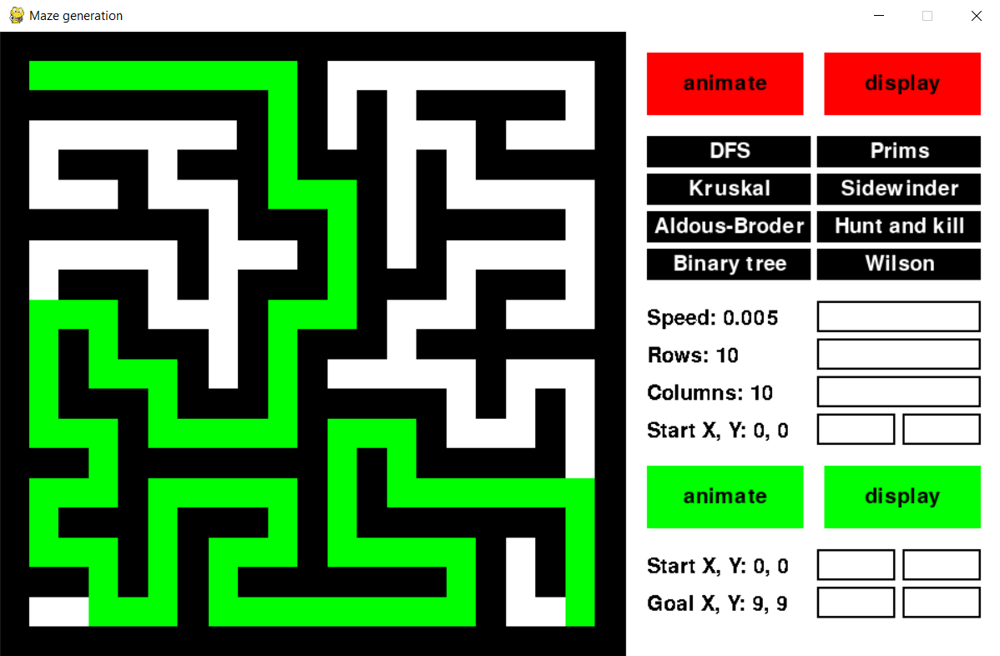 Maze generation
animate display
DFS Prims
Kruskal Sidewinder
Aldous-Broder Hunt and kill
Binary tree Wilson
Speed: 0.005
Rows: 10
Columns: 10
Start X, Y: 0, 0
animate display
Start X, Y: 0, 0
Goal X, Y: 9, 9